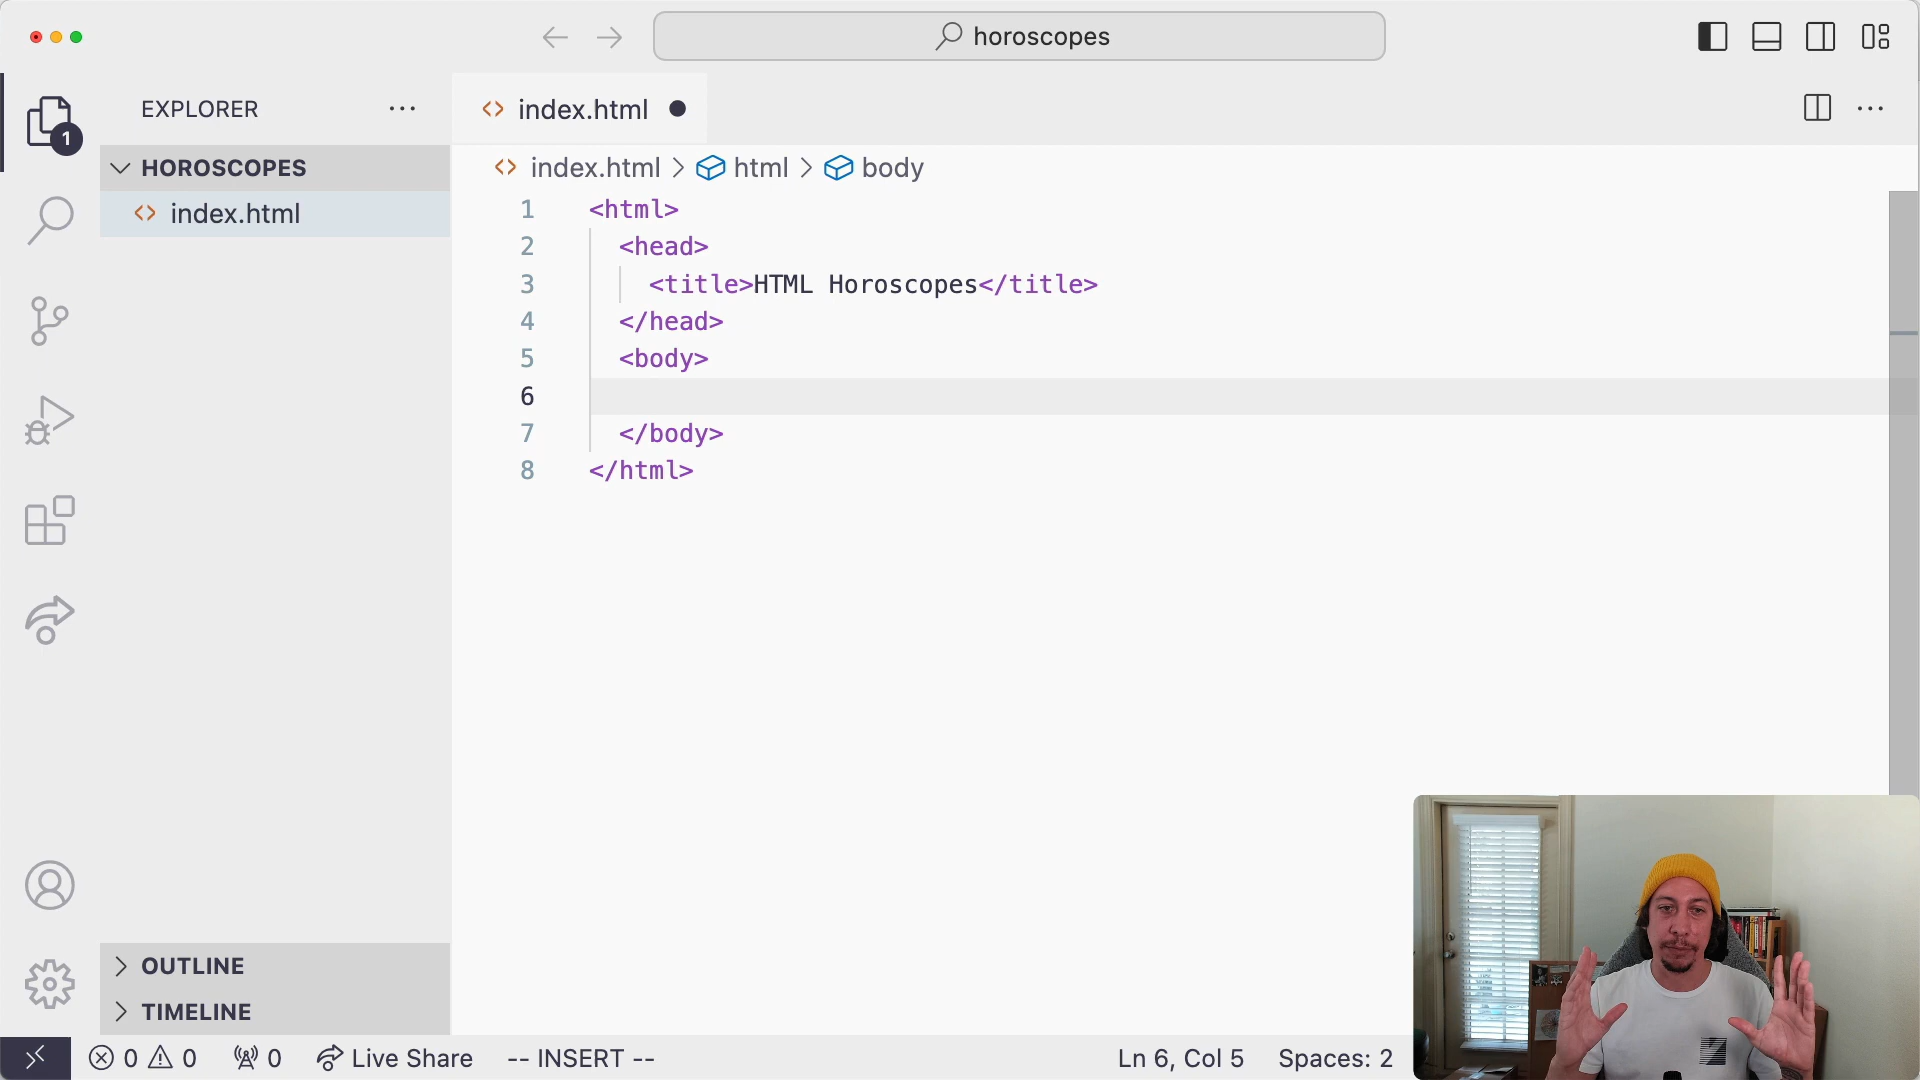 horoscopes
EXPLORER
index.html
1
HOROSCOPES
index.html > html > body
index.html
1 <html>
2 <head>
3 <title>HTML Horoscopes</title>
4 </head>
5 <body>
6
7 </body>
8 </html>
OUTLINE
TIMELINE
0 0 0 Live Share -- INSERT -- Ln 6, Col 5 Spaces: 2